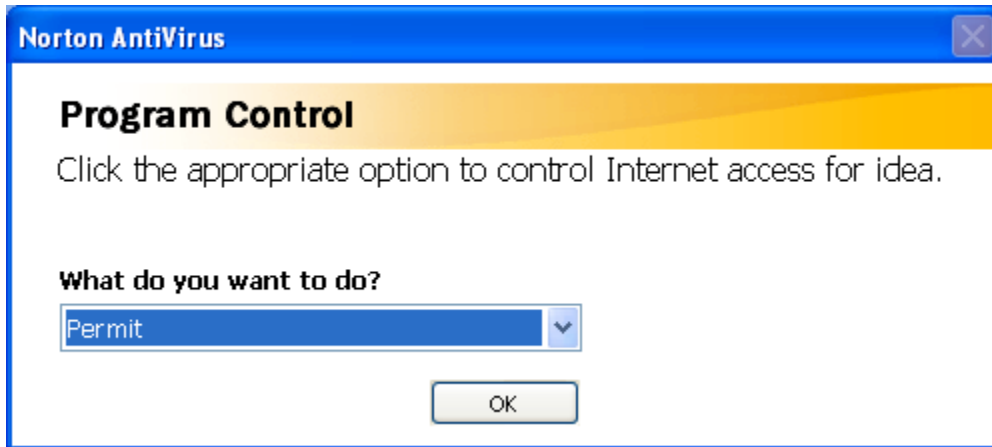 Norton AntiVirus
Program Control
Click the appropriate option to control Internet access for idea.
What do you want to do?
Permit
OK